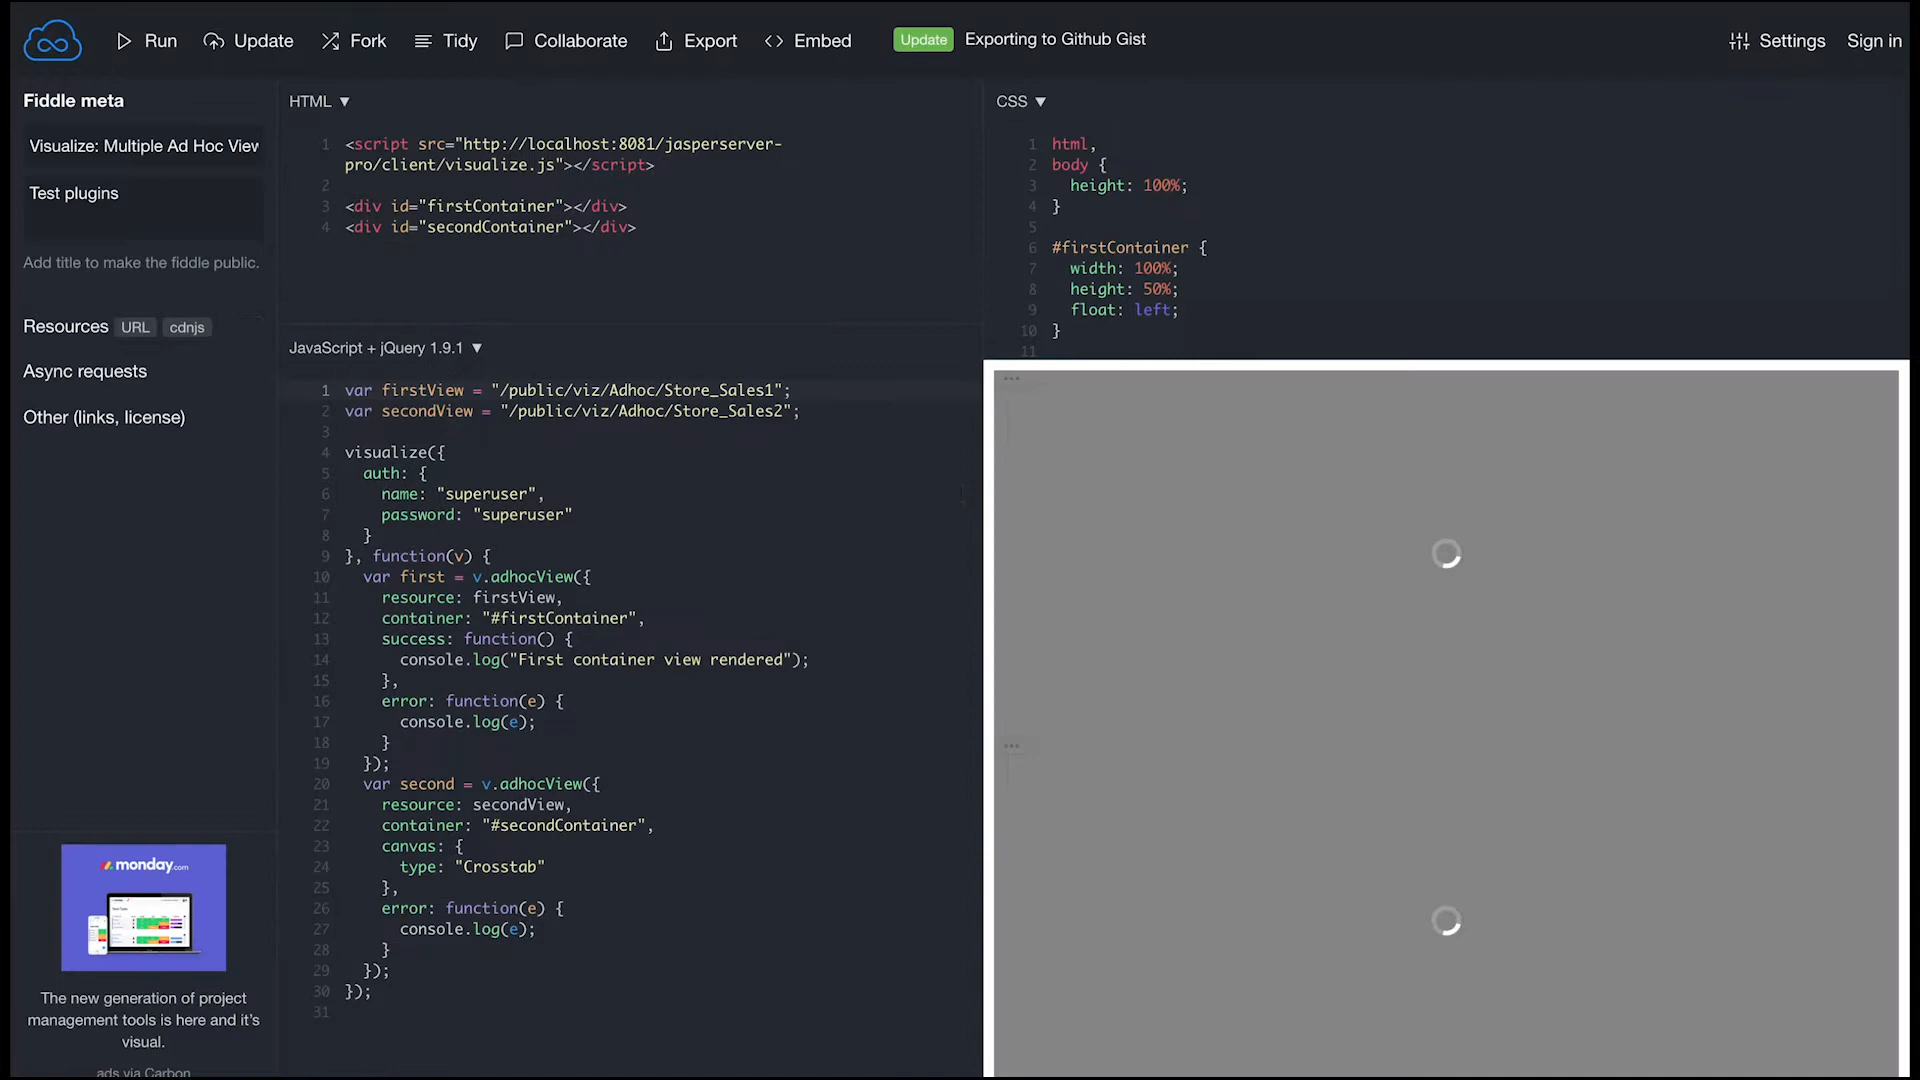 Run
Update
Fork
Tidy
Collaborate
Export
Embed
Update
Exporting to Github Gist
Settings
Sign in
Fiddle meta
Visualize: Multiple Ad Hoc View
Test plugins
Add title to make the fiddle public.
Resources URL cdnjs
Async requests
Other (links, license)
monday.com
The new generation of project
management tools is here and it's
visual.
ads via Carbon
HTML ▼
1 <script src="http://localhost:8081/jasperserver-
pro/client/visualize.js"></script>
2
3 <div id="firstContainer"></div>
4 <div id="secondContainer"></div>
JavaScript + jQuery 1.9.1 ▼
1 var firstView = "/public/viz/Adhoc/Store_Sales1";
2 var secondView = "/public/viz/Adhoc/Store_Sales2";
3
4 visualize({
5 auth: {
6 name: "superuser",
7 password: "superuser"
8 }
9 }, function(v) {
10 var first = v.adhocView({
11 resource: firstView,
12 container: "#firstContainer",
13 success: function() {
14 console.log("First container view rendered");
15 },
16 error: function(e) {
17 console.log(e);
18 }
19 });
20 var second = v.adhocView({
21 resource: secondView,
22 container: "#secondContainer",
23 canvas: {
24 type: "Crosstab"
25 },
26 error: function(e) {
27 console.log(e);
28 }
29 });
30 });
31
CSS ▼
1 html,
2 body {
3 height: 100%;
4 }
5
6 #firstContainer {
7 width: 100%;
8 height: 50%;
9 float: left;
10 }
11